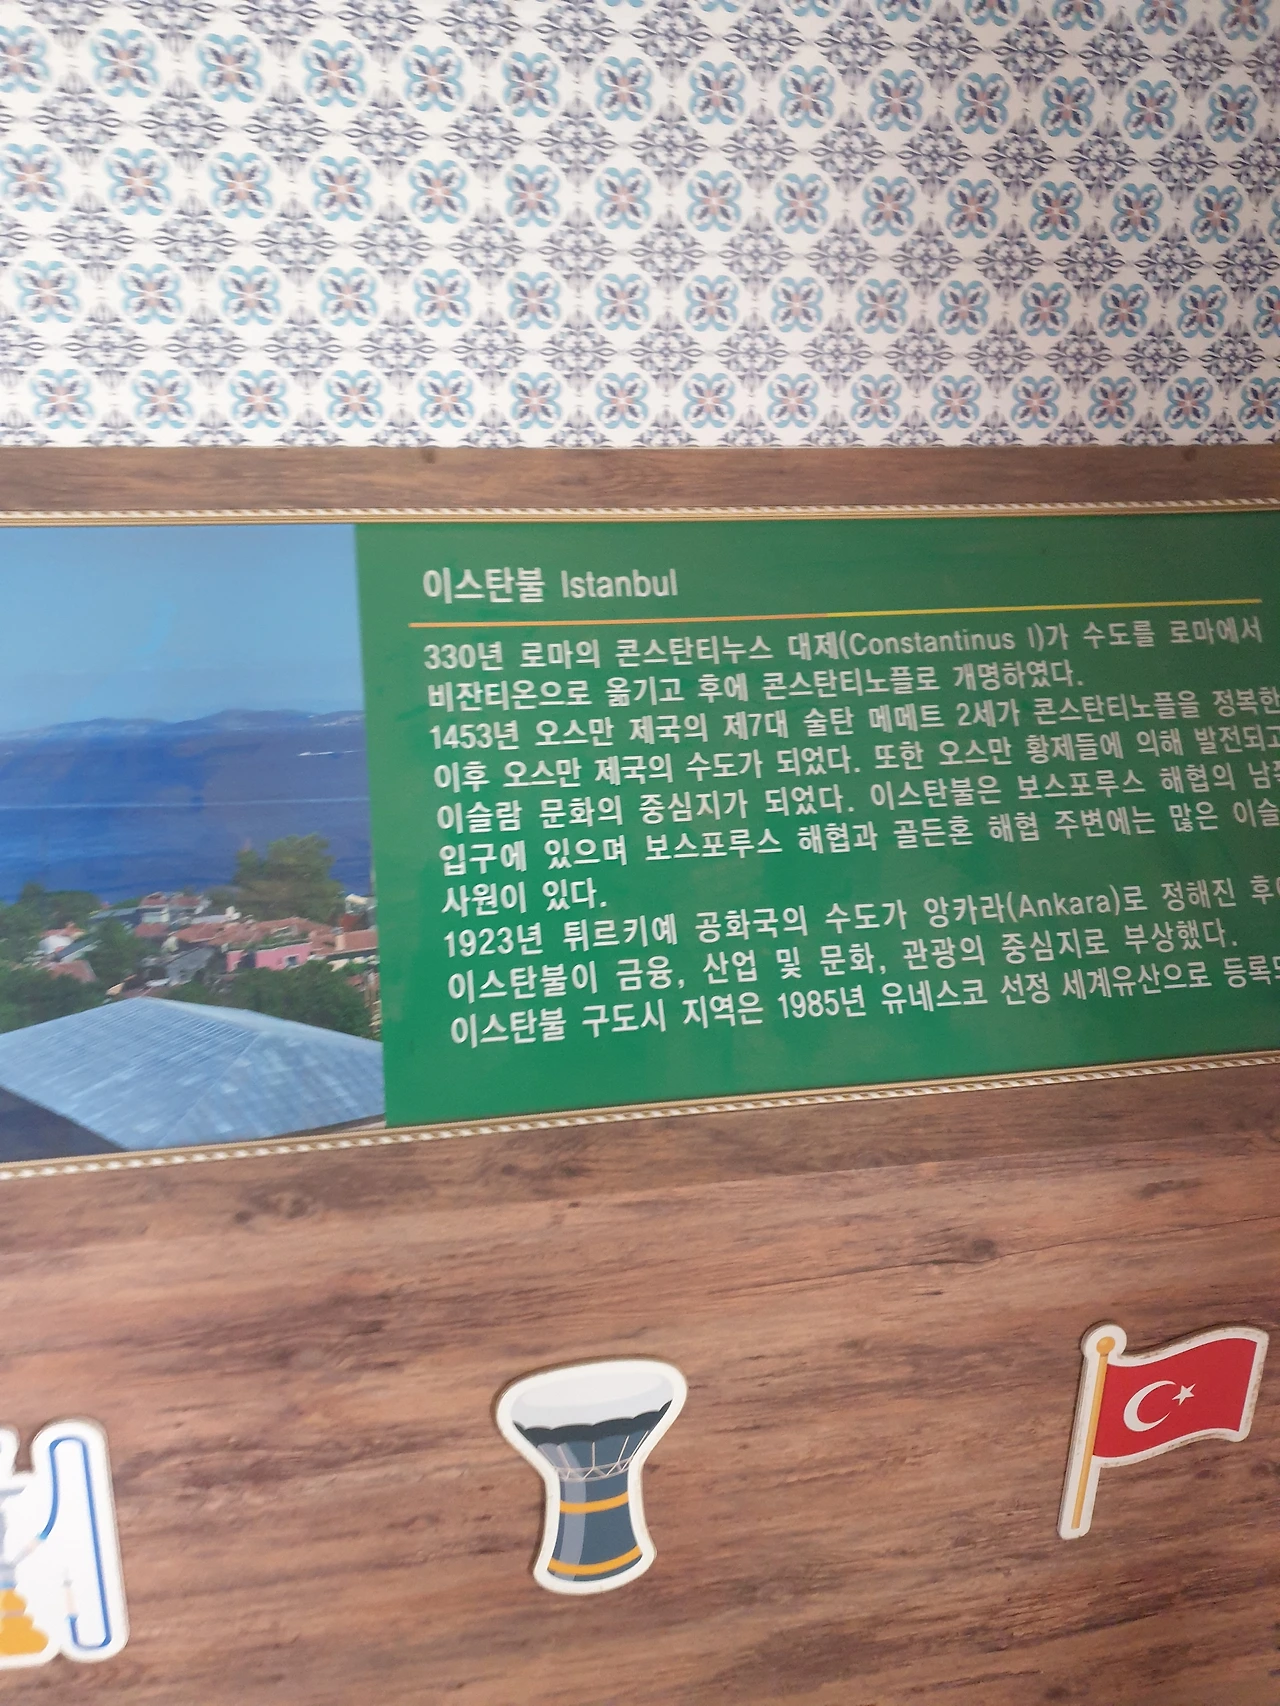 이스탄불 Istanbul
330년 로마의 콘스탄티누스 대제(Constantinus I)가 수도를 로마에서
비잔티온으로 옮기고 후에 콘스탄티노플로 개명하였다.
1453년 오스만 제국의 제7대 술탄 메메트 2세가 콘스탄티노플을 정복한
이후 오스만 제국의 수도가 되었다. 또한 오스만 황제들에 의해 발전되고
이슬람 문화의 중심지가 되었다. 이스탄불은 보스포루스 해협의
입구에 있으며 보스포루스 해협과 골든혼 해협 주변에는 많은
사원이 있다.
1923년 튀르키예 공화국의 수도가 앙카라(Ankara)로 정해진
이스탄불이 금융, 산업 및 문화, 관광의 중심지로 부상했다.
이스탄불 구도시 지역은 1985년 유네스코 선정 세계유산으로